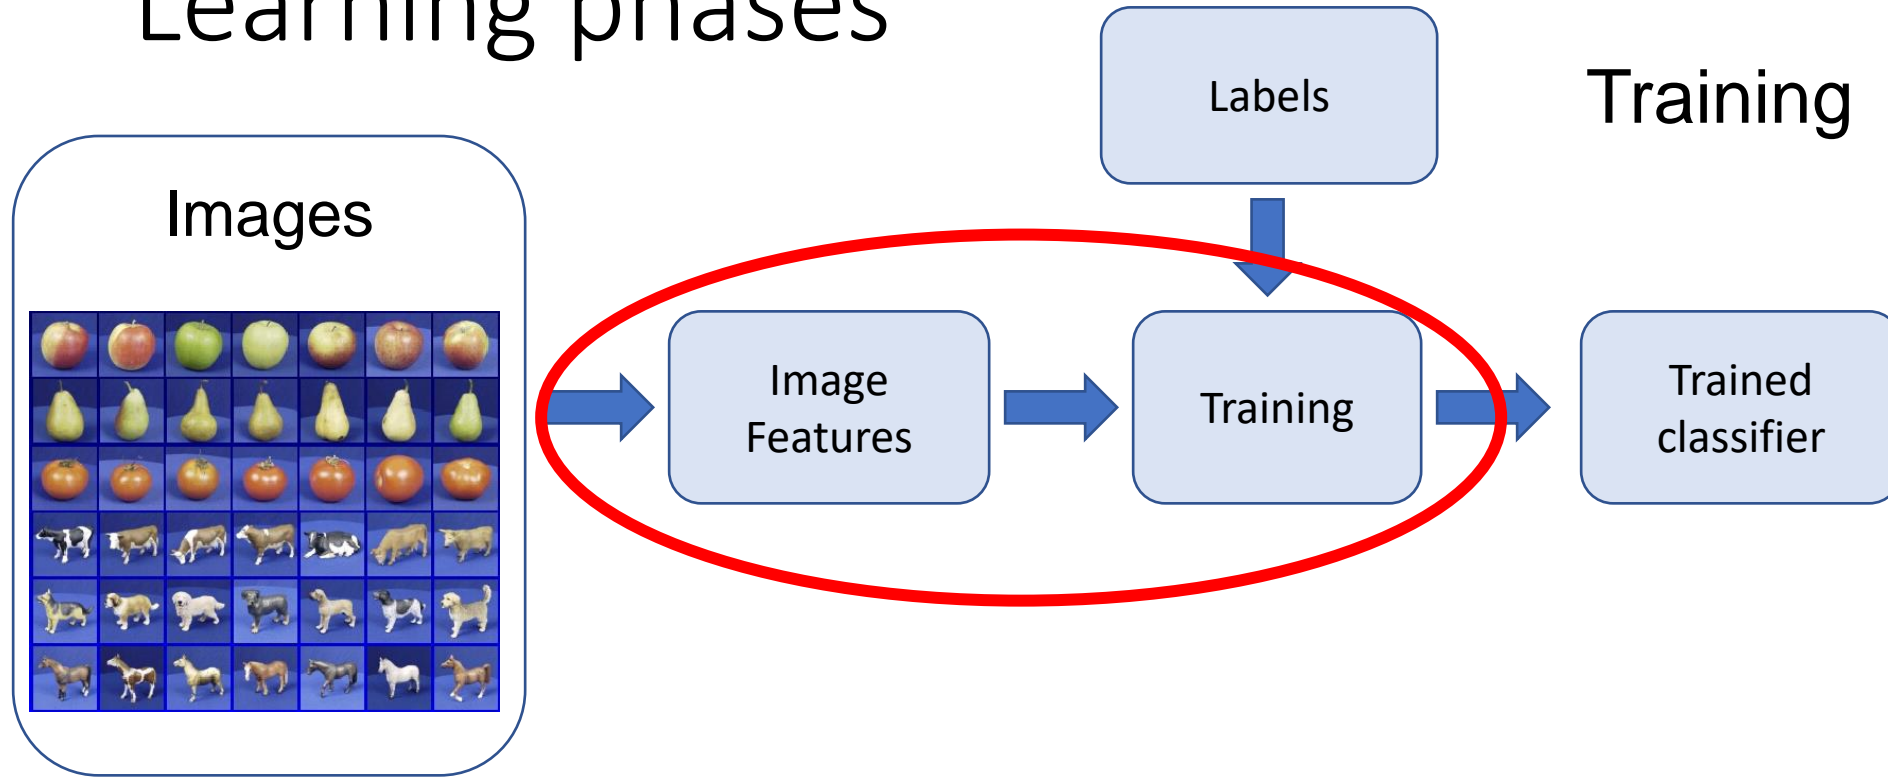 Learning phases
Labels
Training
Images
Image
Features
Training
Trained
classifier